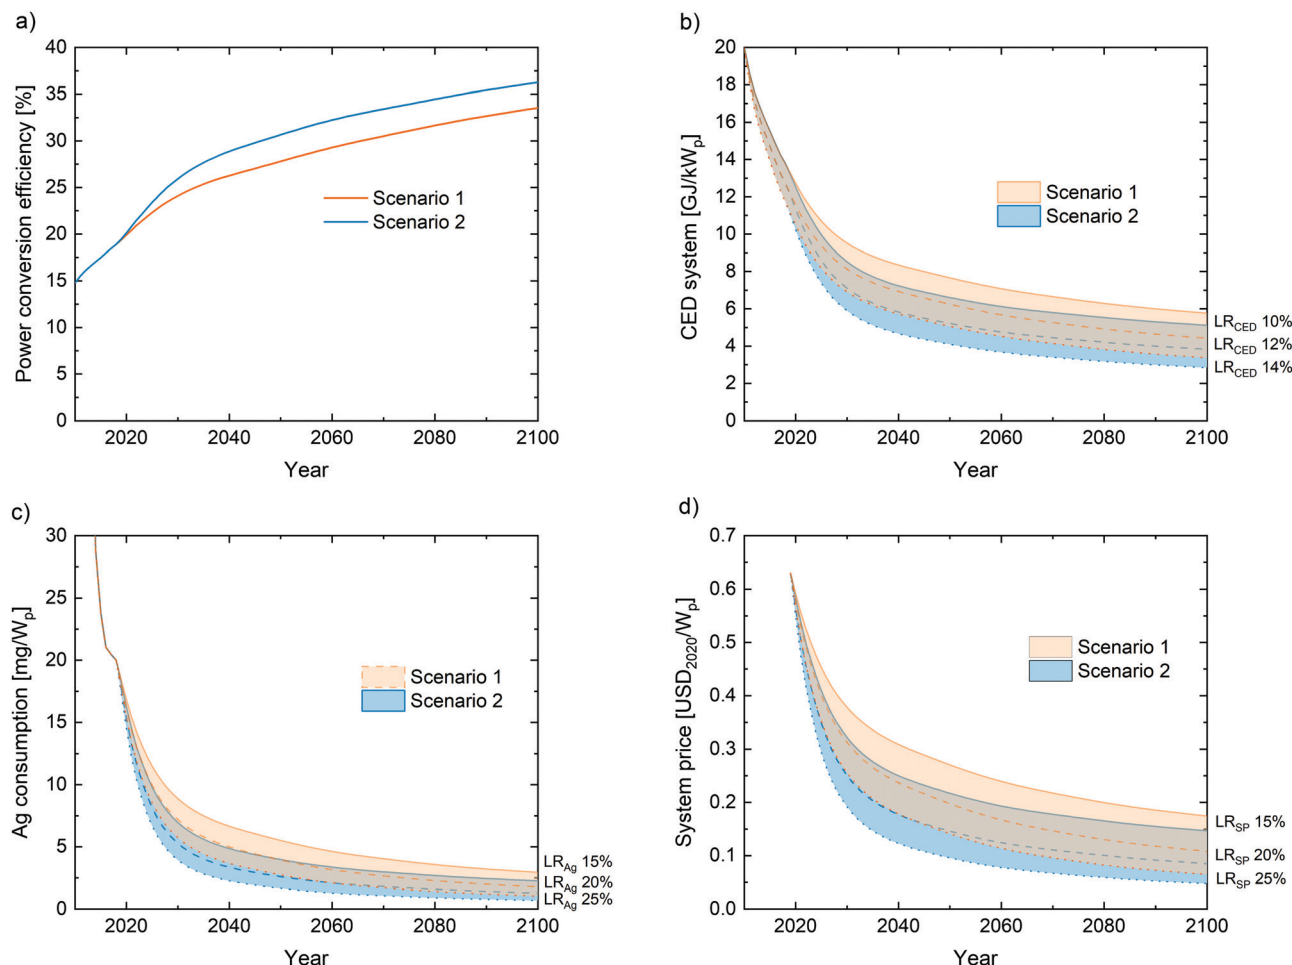 a)
40
35
30
25
20
15
10
5
0
Power conversion efficiency [%]
Scenario 1
Scenario 2
2020 2040 2060 2080 2100
Year
b)
20
18
16
14
12
10
8
6
4
2
0
CED system [GJ/kWp]
Scenario 1
Scenario 2
LRCED 10%
LRCED 12%
LRCED 14%
2020 2040 2060 2080 2100
Year
c)
30
25
20
15
10
5
0
Ag consumption [mg/Wp]
Scenario 1
Scenario 2
LRAg 15%
LRAg 20%
LRAg 25%
2020 2040 2060 2080 2100
Year
d)
0.7
0.6
0.5
0.4
0.3
0.2
0.1
0.0
System price [USD2020/Wp]
Scenario 1
Scenario 2
LRSP 15%
LRSP 20%
LRSP 25%
2020 2040 2060 2080 2100
Year